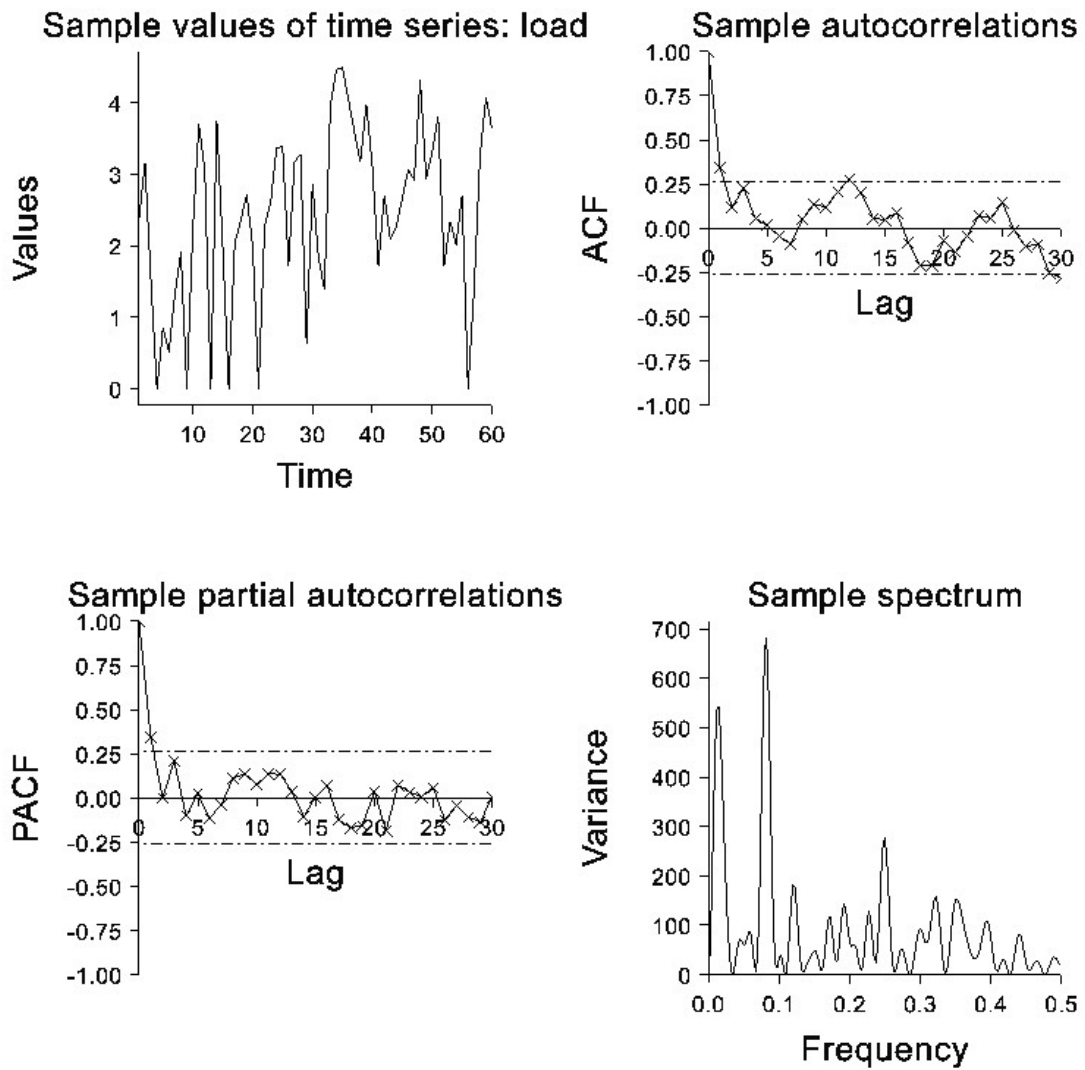 Sample values of time series: load
Values
4
3
2
1
0
10 20 30 40 50 60
Time
Sample autocorrelations
ACF
1.00
0.75
0.50
0.25
0.00
-0.25
-0.50
-0.75
-1.00
0 5 10 15 20 25 30
Lag
Sample partial autocorrelations
PACF
1.00
0.75
0.50
0.25
0.00
-0.25
-0.50
-0.75
-1.00
0 5 10 15 20 25 30
Lag
Sample spectrum
Variance
700
600
500
400
300
200
100
0
0.0 0.1 0.2 0.3 0.4 0.5
Frequency